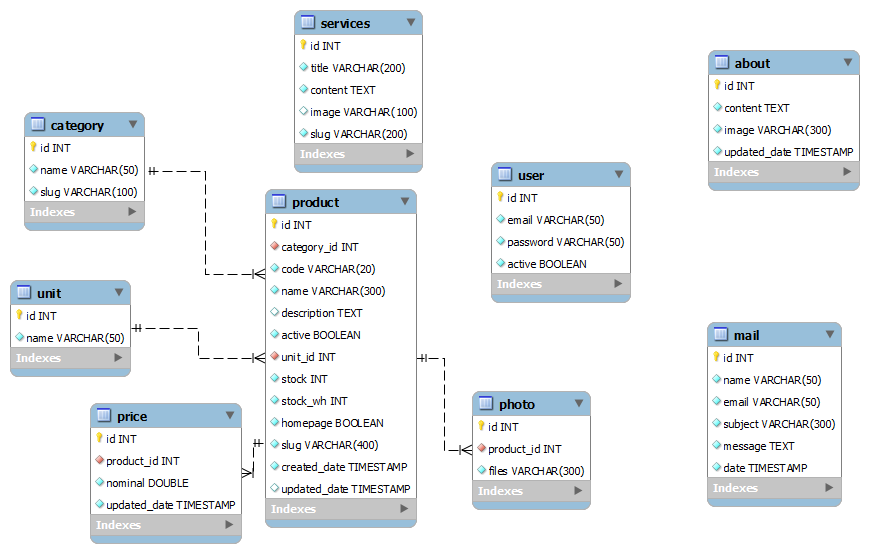 services
id INT
title VARCHAR(200)
content TEXT
image VARCHAR(100)
slug VARCHAR(200)
Indexes
about
id INT
content TEXT
image VARCHAR(300)
updated_date TIMESTAMP
Indexes
category
id INT
name VARCHAR(50)
slug VARCHAR(100)
Indexes
user
id INT
email VARCHAR(50)
password VARCHAR(50)
active BOOLEAN
Indexes
product
id INT
category_id INT
code VARCHAR(20)
name VARCHAR(300)
description TEXT
active BOOLEAN
unit_id INT
stock INT
stock_wh INT
homepage BOOLEAN
slug VARCHAR(400)
created_date TIMESTAMP
updated_date TIMESTAMP
Indexes
unit
id INT
name VARCHAR(50)
Indexes
mail
id INT
name VARCHAR(50)
email VARCHAR(50)
subject VARCHAR(300)
message TEXT
date TIMESTAMP
Indexes
price
id INT
product_id INT
nominal DOUBLE
updated_date TIMESTAMP
Indexes
photo
id INT
product_id INT
files VARCHAR(300)
Indexes